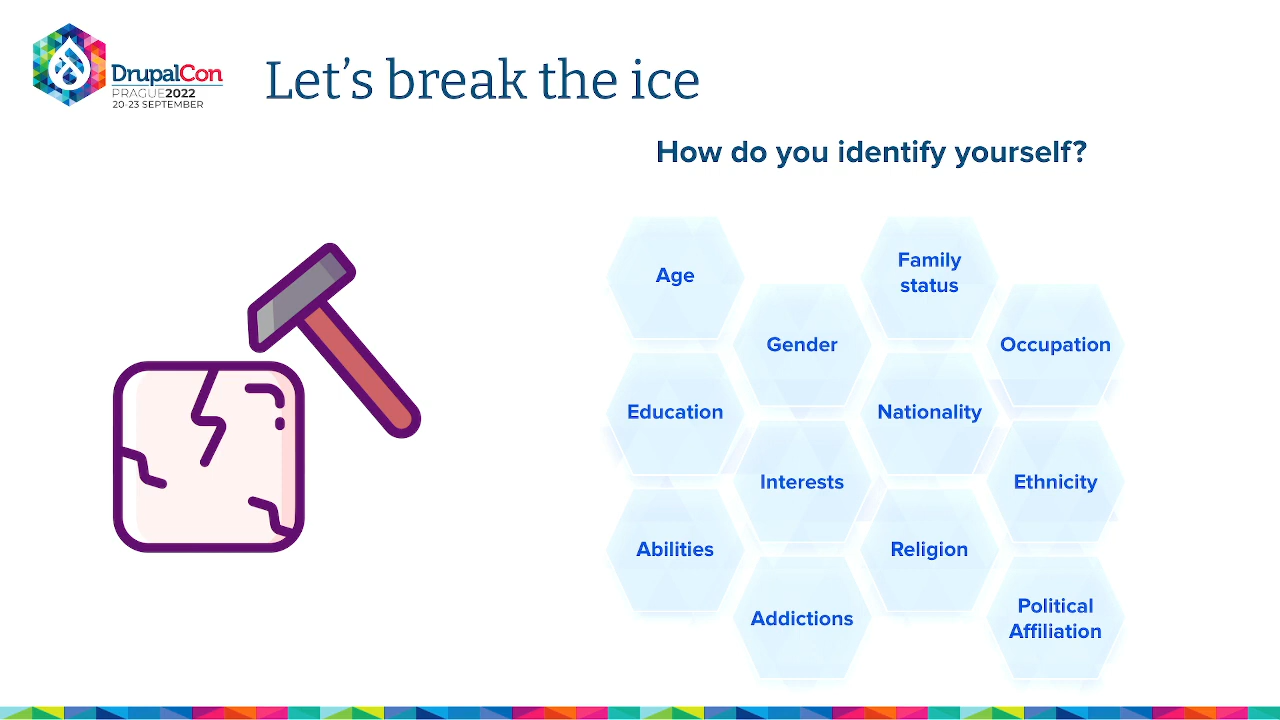 DrupalCon
PRAGUE2022
20-23 SEPTEMBER
Let's break the ice
How do you identify yourself?
Age
Family
status
Gender
Occupation
Education
Nationality
Interests
Ethnicity
Abilities
Religion
Addictions
Political
Affiliation